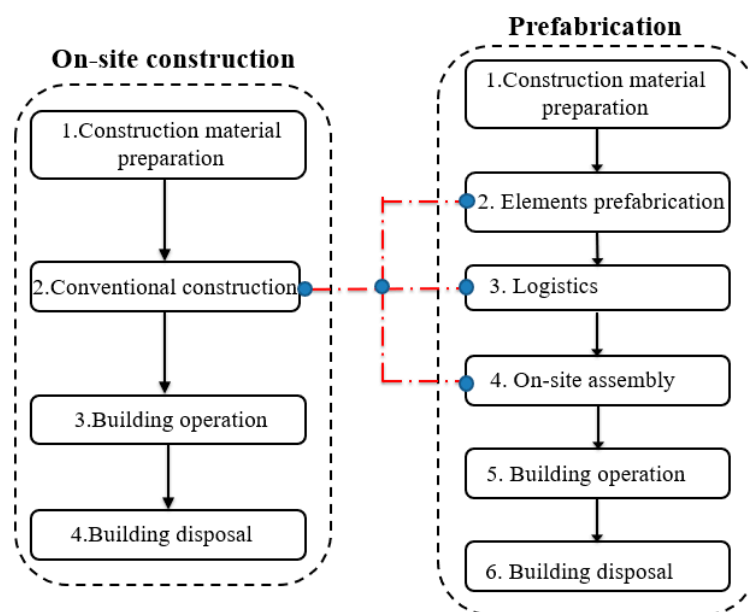 On-site construction
1.Construction material
preparation
2.Conventional construction
3.Building operation
4.Building disposal
Prefabrication
1.Construction material
preparation
2. Elements prefabrication
3. Logistics
4. On-site assembly
5. Building operation
6. Building disposal